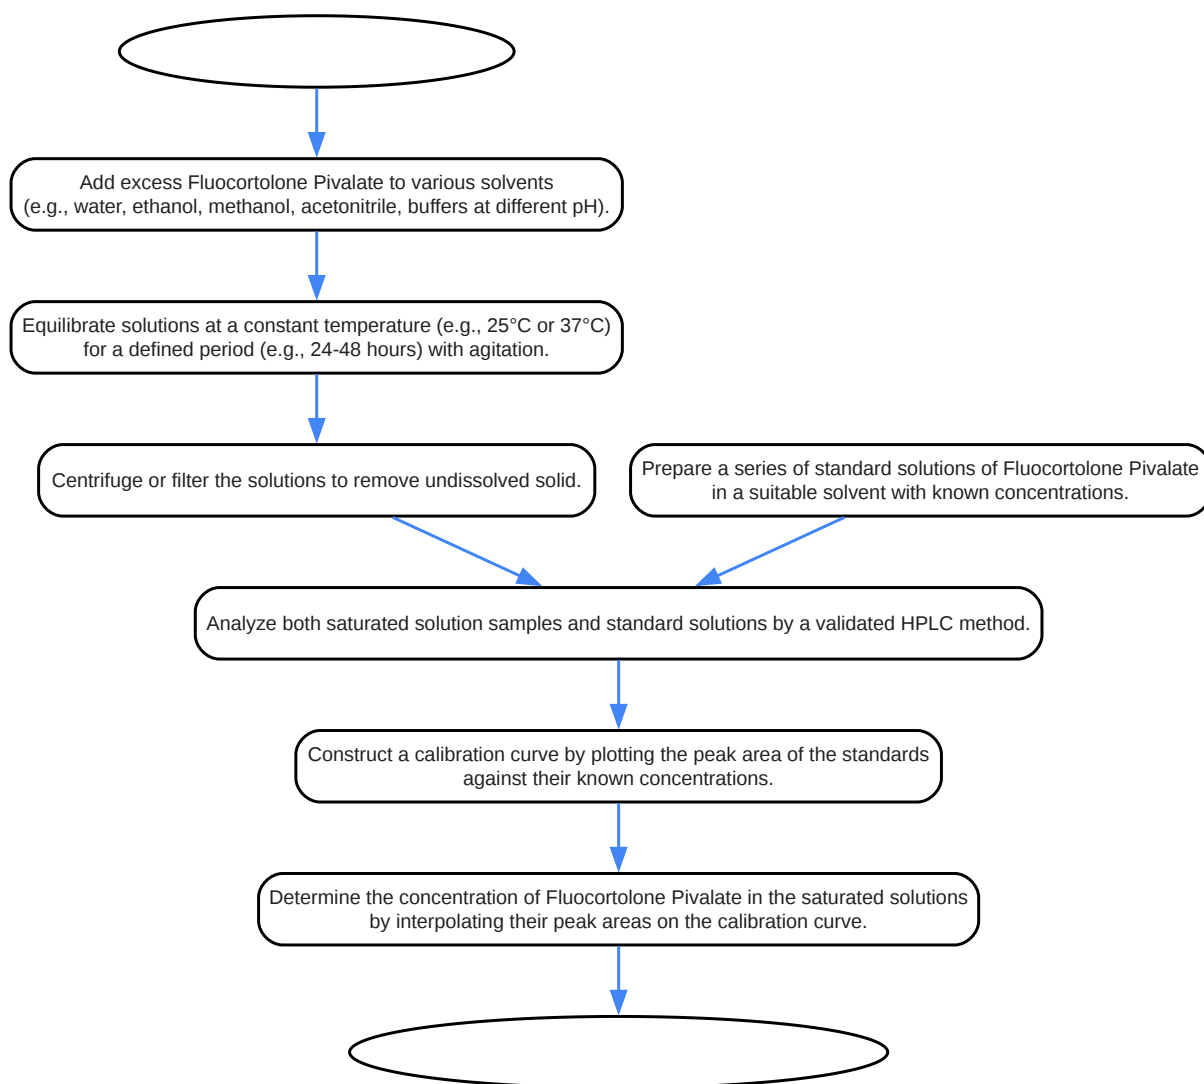 Add excess Fluocortolone Pivalate to various solvents
(e.g., water, ethanol, methanol, acetonitrile, buffers at different pH).
Equilibrate solutions at a constant temperature (e.g., 25°C or 37°C)
for a defined period (e.g., 24-48 hours) with agitation.
Centrifuge or filter the solutions to remove undissolved solid.
Prepare a series of standard solutions of Fluocortolone Pivalate
in a suitable solvent with known concentrations.
Analyze both saturated solution samples and standard solutions by a validated HPLC method.
Construct a calibration curve by plotting the peak area of the standards
against their known concentrations.
Determine the concentration of Fluocortolone Pivalate in the saturated solutions
by interpolating their peak areas on the calibration curve.